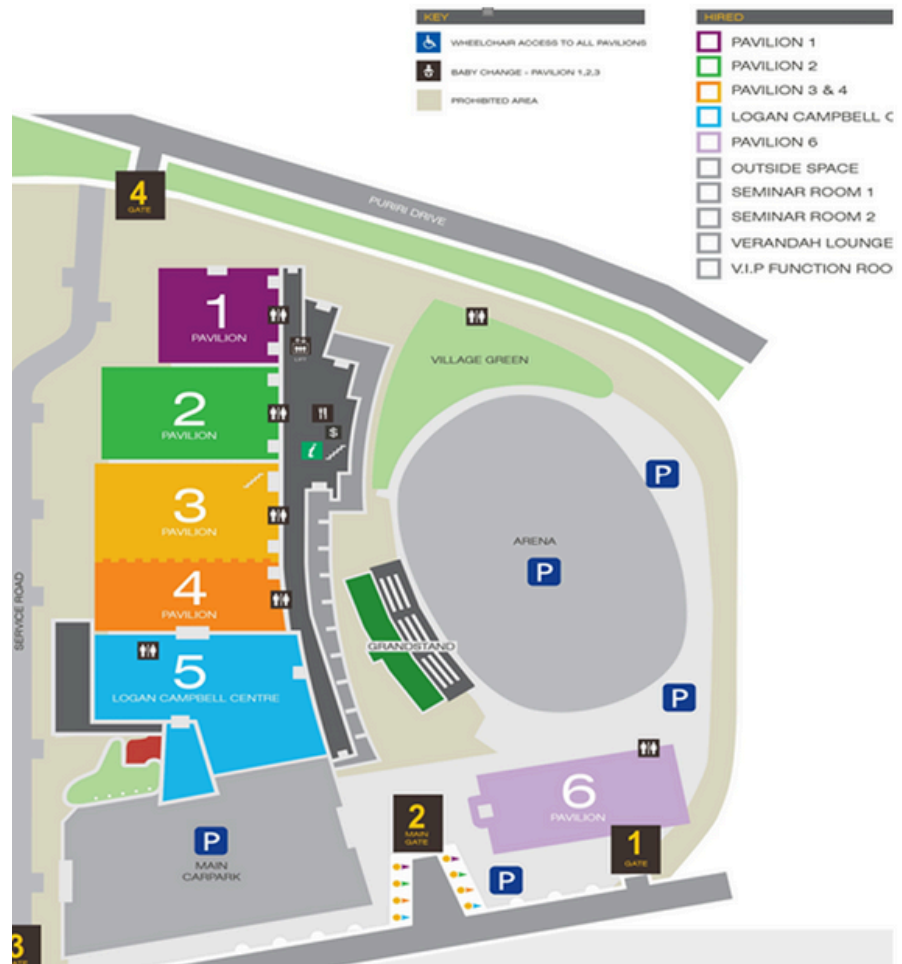 KEY
WHEELCHAIR ACCESS TO ALL PAVILIONS
BABY CHANGE - PAVILION 1,2,3
PROHIBITED AREA
HIRED
PAVILION 1
PAVILION 2
PAVILION 3 & 4
LOGAN CAMPBELL C
PAVILION 6
OUTSIDE SPACE
SEMINAR ROOM 1
SEMINAR ROOM 2
VERANDAH LOUNGE
V.I.P FUNCTION ROO
4
GATE
PURIRI DRIVE
1
PAVILION
LIFT
VILLAGE GREEN
2
PAVILION
$
i
3
PAVILION
P
ARENA
P
4
PAVILION
SERVICE ROAD
GRANDSTAND
5
LOGAN CAMPBELL CENTRE
P
6
PAVILION
2
MAIN
GATE
1
GATE
P
MAIN
CARPARK
P
3
GATE